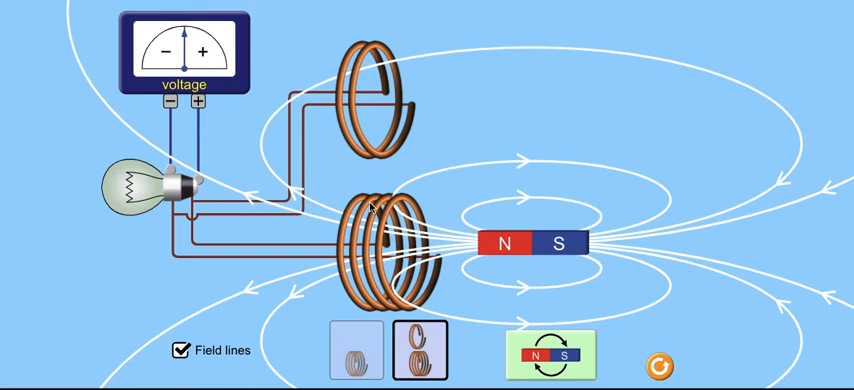 − +
voltage
− +
N S
Field lines
N S